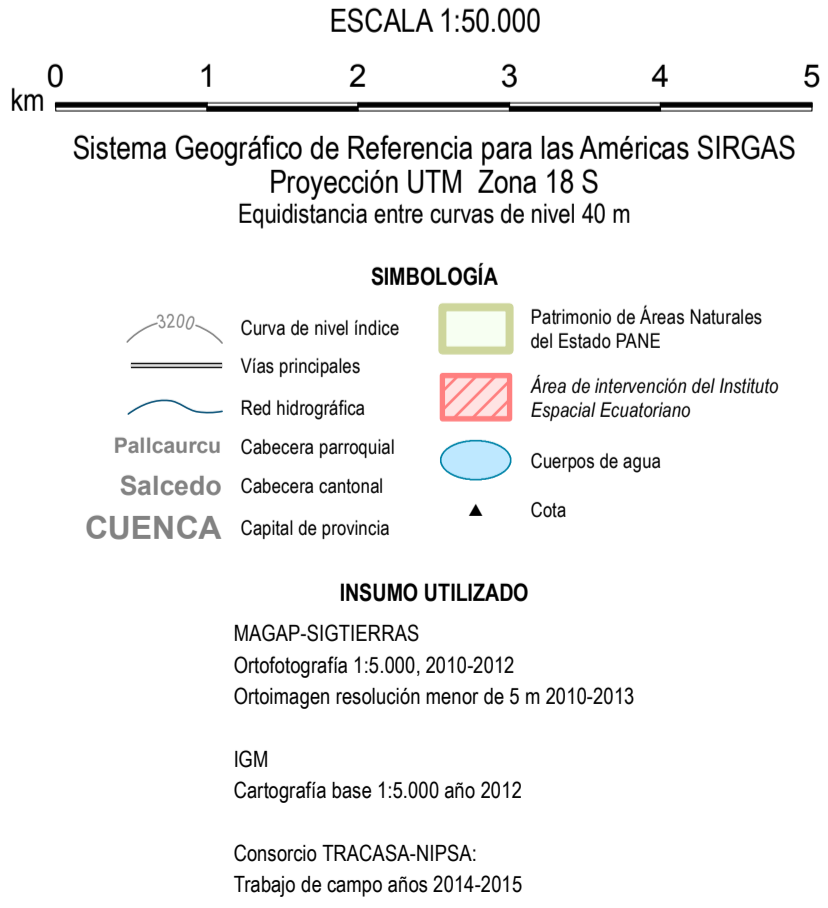 ESCALA 1:50.000
0 1 2 3 4 5
km
Sistema Geográfico de Referencia para las Américas SIRGAS
Proyección UTM Zona 18 S
Equidistancia entre curvas de nivel 40 m
SIMBOLOGÍA
3200 Curva de nivel índice
Vías principales
Red hidrográfica
Pallcaurcu Cabecera parroquial
Salcedo Cabecera cantonal
CUENCA Capital de provincia
Patrimonio de Áreas Naturales
del Estado PANE
Área de intervención del Instituto
Espacial Ecuatoriano
Cuerpos de agua
Cota
INSUMO UTILIZADO
MAGAP-SIGTIERRAS
Ortofotografía 1:5.000, 2010-2012
Ortoimagen resolución menor de 5 m 2010-2013
IGM
Cartografía base 1:5.000 año 2012
Consorcio TRACASA-NIPSA:
Trabajo de campo años 2014-2015